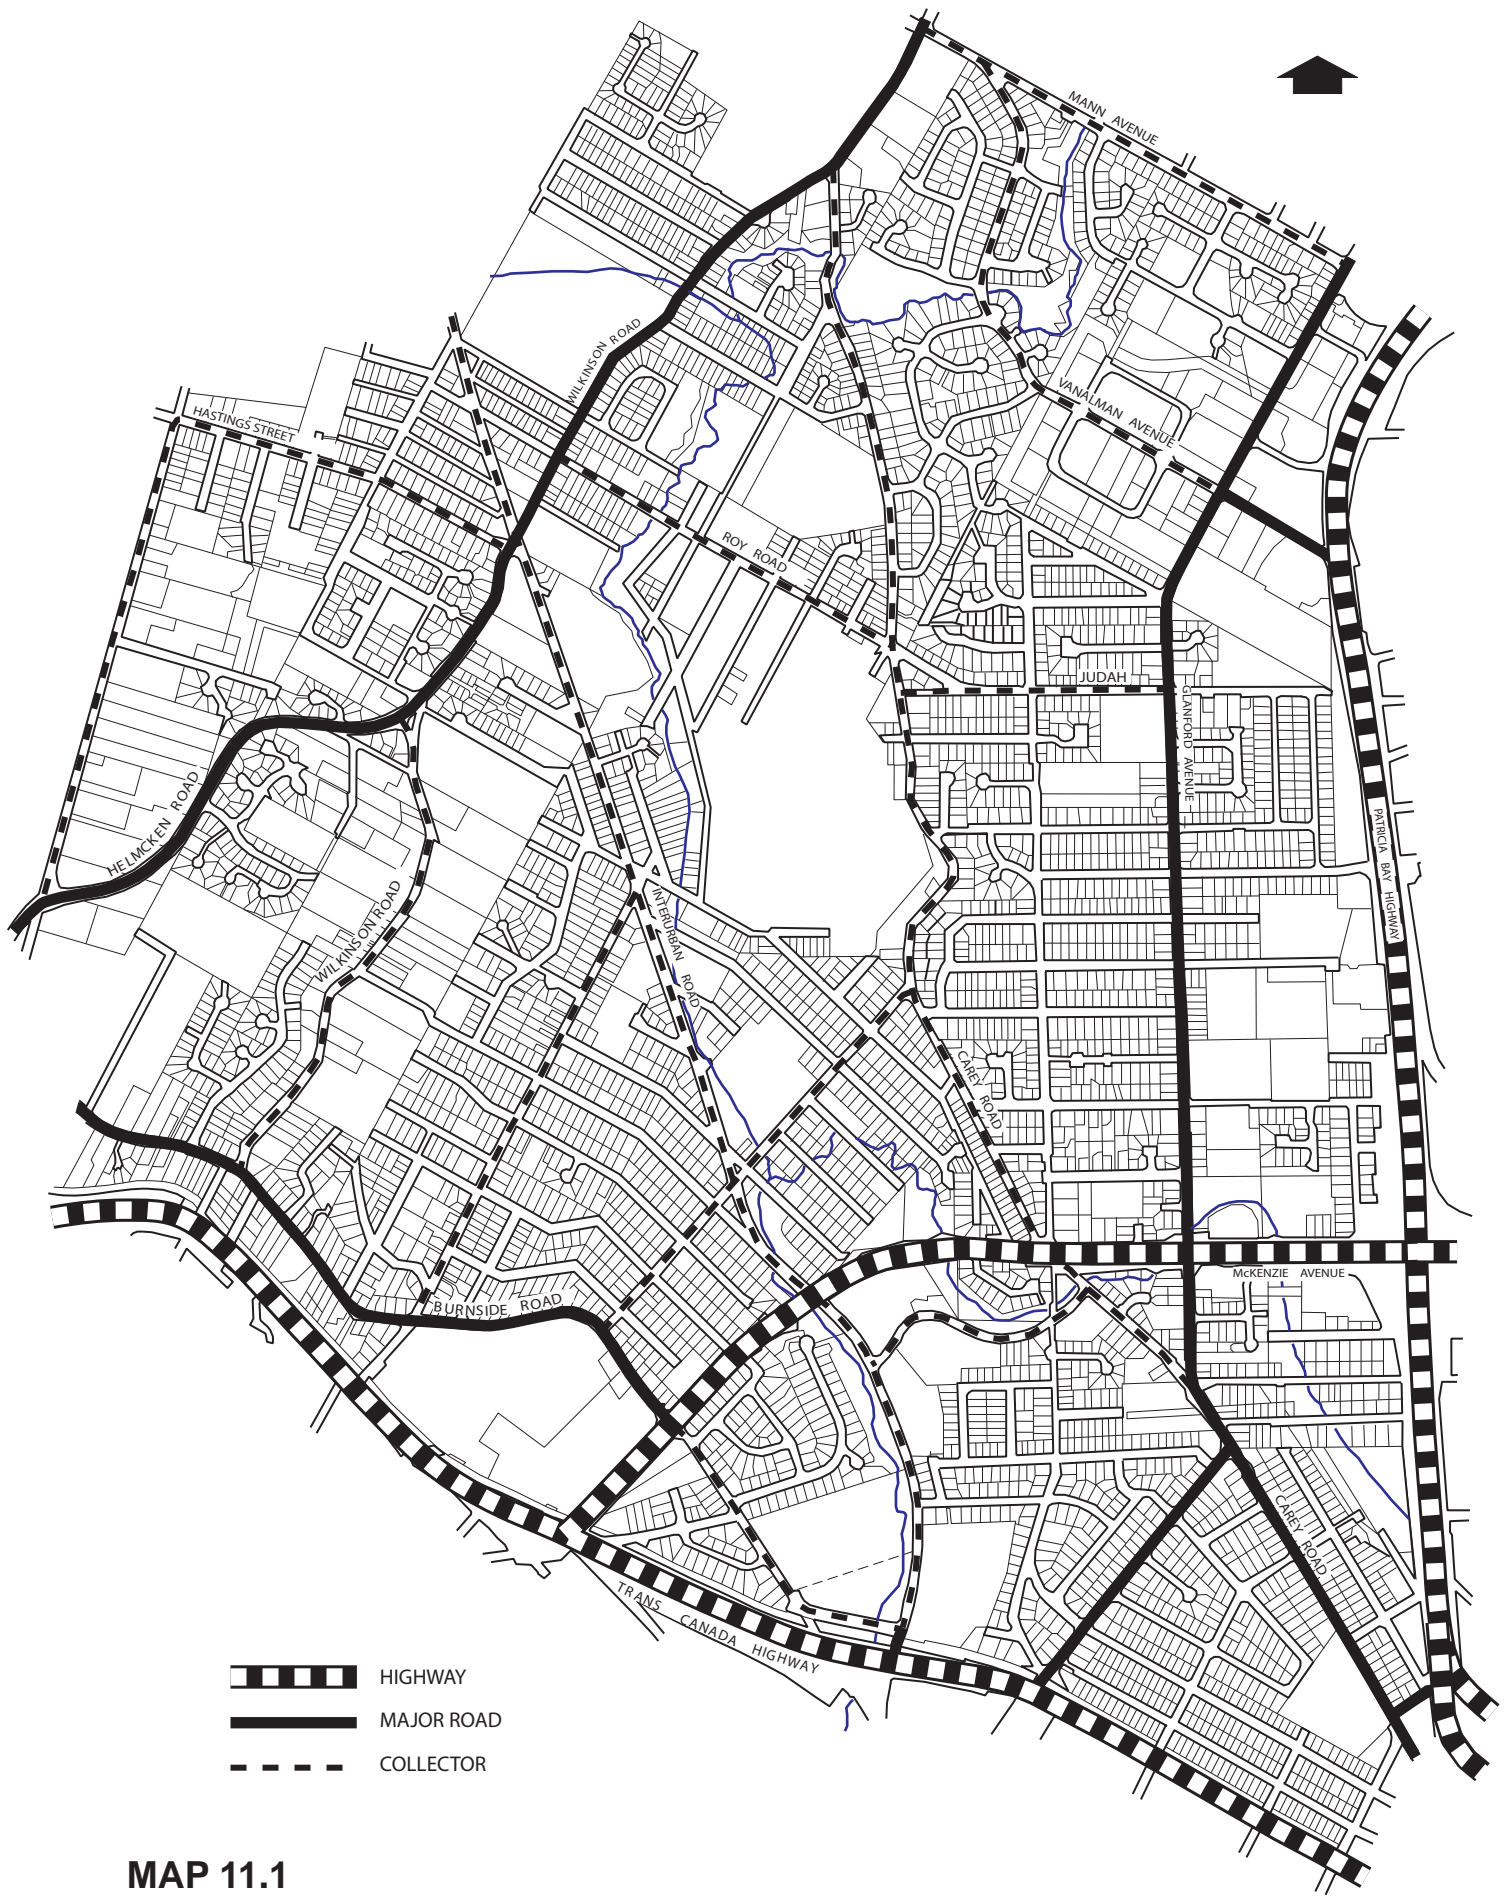 MANN AVENUE
WILKINSON ROAD
HASTINGS STREET
VANALMAN AVENUE
ROY ROAD
JUDAH
GLANFORD AVENUE
HELMCKEN ROAD
PATRICIA BAY HIGHWAY
WILKINSON ROAD
INTERURBAN ROAD
CAREY ROAD
McKENZIE AVENUE
BURNSIDE ROAD
CAREY ROAD
TRANS CANADA HIGHWAY
HIGHWAY
MAJOR ROAD
COLLECTOR
MAP 11.1